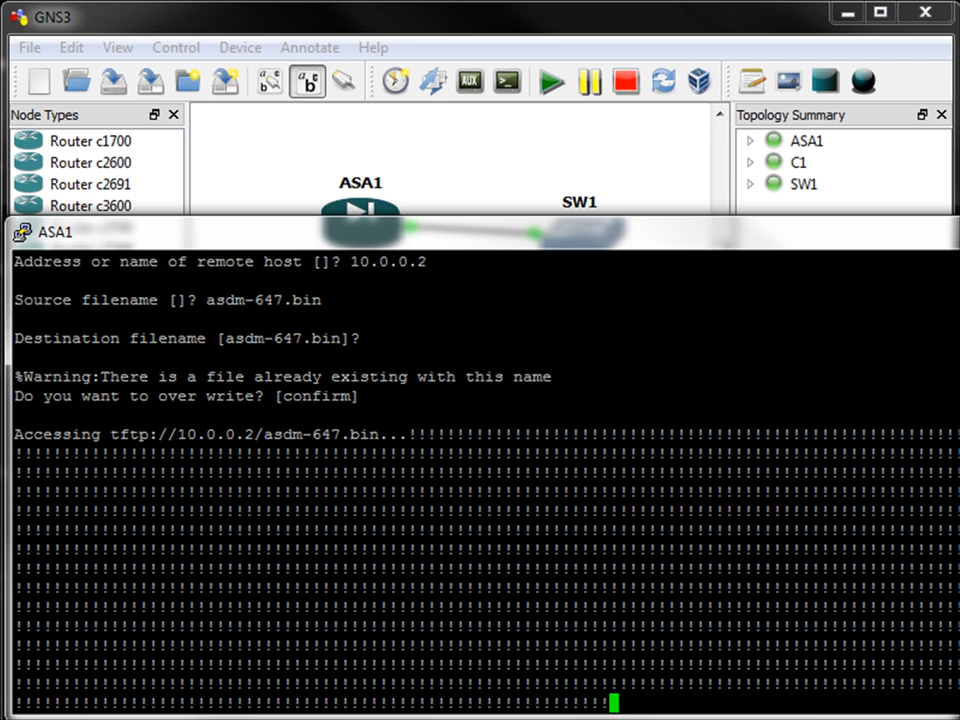 GNS3
File Edit View Control Device Annotate Help
AUX
Node Types
Router c1700
Router c2600
Router c2691
Router c3600
ASA1
SW1
Topology Summary
ASA1
C1
SW1
ASA1
Address or name of remote host []? 10.0.0.2
Source filename []? asdm-647.bin
Destination filename [asdm-647.bin]?
%Warning:There is a file already existing with this name
Do you want to over write? [confirm]
Accessing tftp://10.0.0.2/asdm-647.bin...!!!!!!!!!!!!!!!!!!!!!!!!!!!!!!!!!!!!!!!!!!!!!!!!!!!!!!!!!